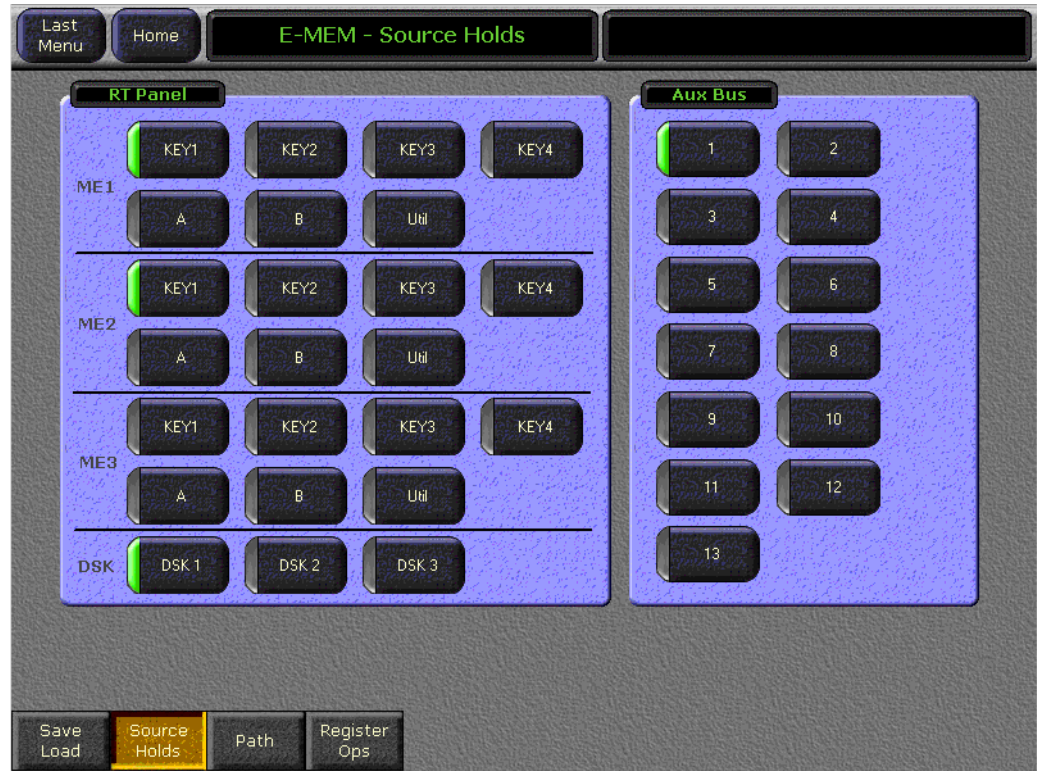 Last
Menu
Home
E-MEM - Source Holds
RT Panel
Aux Bus
ME1
KEY1 KEY2 KEY3 KEY4
A B Util
ME2
KEY1 KEY2 KEY3 KEY4
A B Util
ME3
KEY1 KEY2 KEY3 KEY4
A B Util
DSK
DSK 1 DSK 2 DSK 3
1 2
3 4
5 6
7 8
9 10
11 12
13
Save
Load
Source
Holds
Path
Register
Ops